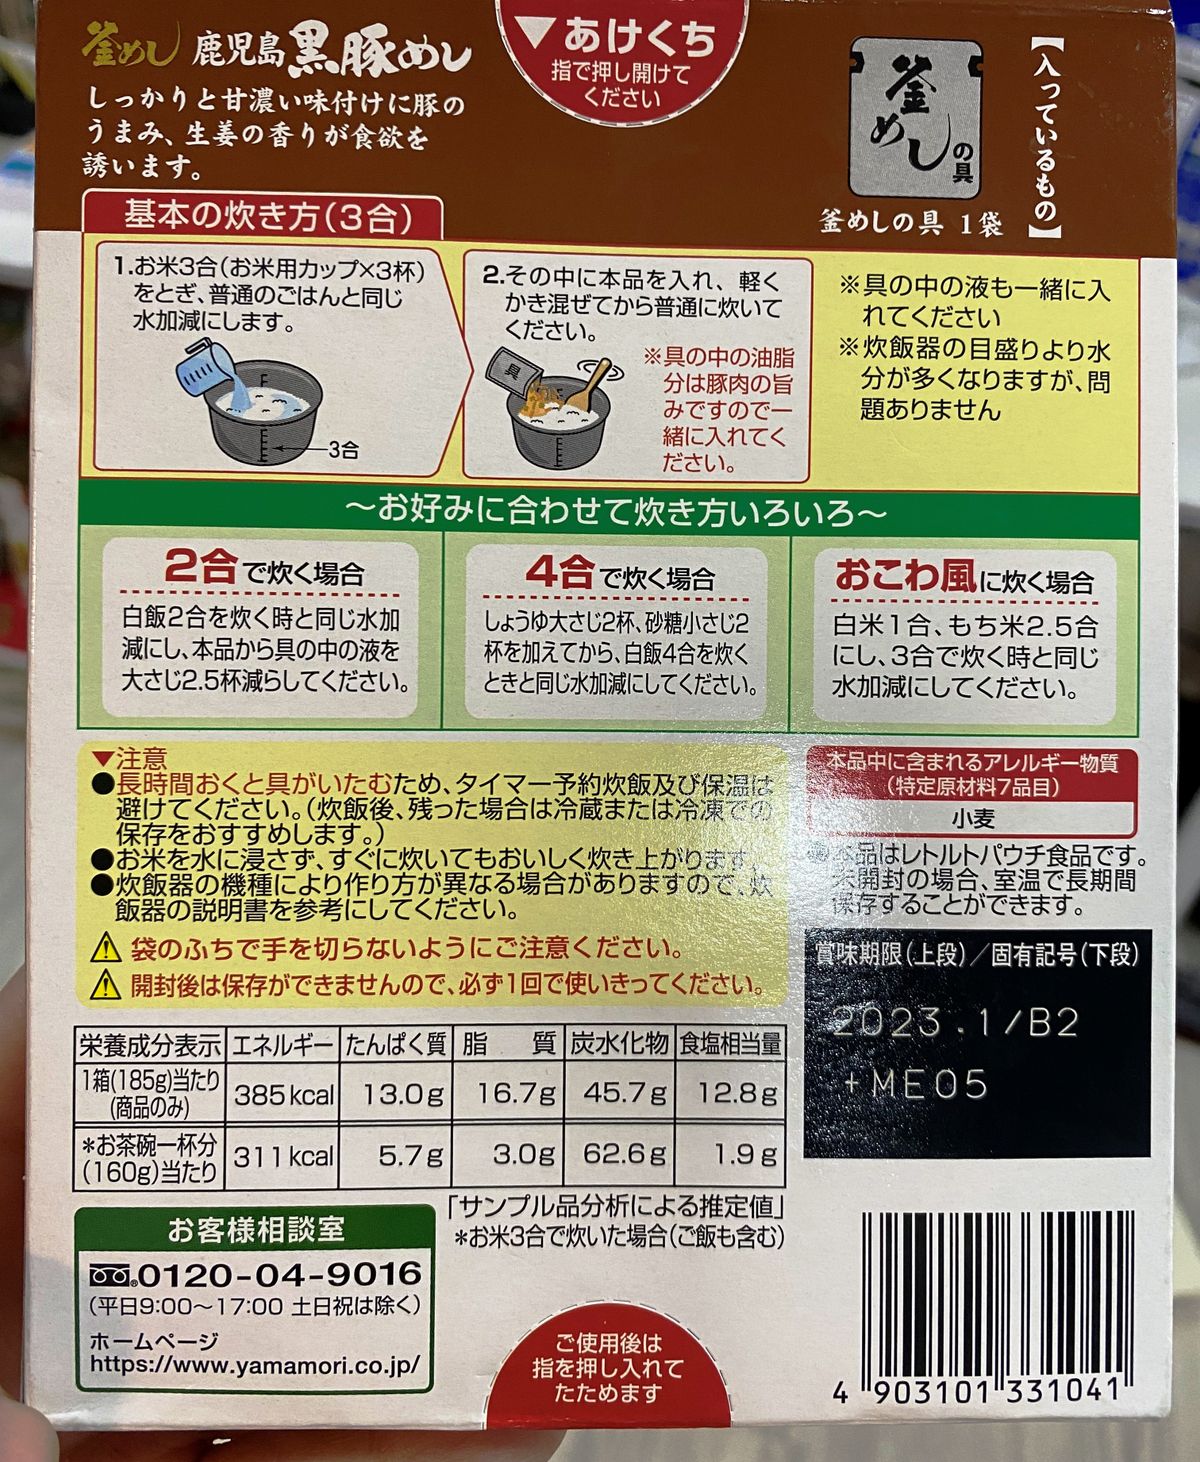 釜めし 鹿児島黒豚めし
しっかりと甘濃い味付けに豚の
うまみ、生姜の香りが食欲を
誘います。
▼あけくち
指で押し開けて
ください
釜めしの具
釜めしの具 1袋
【入っているもの】
基本の炊き方(3合)
1.お米3合(お米用カップ×3杯)
をとぎ、普通のごはんと同じ
水加減にします。
3合
2.その中に本品を入れ、軽く
かき混ぜてから普通に炊いて
ください。
具
※具の中の油脂
分は豚肉の旨
みですので一
緒に入れてく
ださい。
※具の中の液も一緒に入
れてください
※炊飯器の目盛りより水
分が多くなりますが、問
題ありません
～お好みに合わせて炊き方いろいろ～
2合で炊く場合
白飯2合を炊く時と同じ水加
減にし、本品から具の中の液を
大さじ2.5杯減らしてください。
4合で炊く場合
しょうゆ大さじ2杯、砂糖小さじ2
杯を加えてから、白飯4合を炊く
ときと同じ水加減にしてください。
おこわ風に炊く場合
白米1合、もち米2.5合
にし、3合で炊く時と同じ
水加減にしてください。
▼注意
●長時間おくと具がいたむため、タイマー予約炊飯及び保温は
避けてください。(炊飯後、残った場合は冷蔵または冷凍での
保存をおすすめします。)
●お米を水に浸さず、すぐに炊いてもおいしく炊き上がります。
●炊飯器の機種により作り方が異なる場合がありますので、炊
飯器の説明書を参考にしてください。
袋のふちで手を切らないようにご注意ください。
開封後は保存ができませんので、必ず1回で使いきってください。
本品中に含まれるアレルギー物質
(特定原材料7品目)
小麦
●本品はレトルトパウチ食品です。
未開封の場合、室温で長期間
保存することができます。
賞味期限(上段)/固有記号(下段)
2023.1/B2
+ME05
栄養成分表示 エネルギー たんぱく質 脂質 炭水化物 食塩相当量
1箱(185g)当たり
(商品のみ) 385kcal 13.0g 16.7g 45.7g 12.8g
*お茶碗一杯分
(160g)当たり 311kcal 5.7g 3.0g 62.6g 1.9g
「サンプル品分析による推定値」
*お米3合で炊いた場合(ご飯も含む)
お客様相談室
0120-04-9016
(平日9:00～17:00 土日祝は除く)
ホームページ
https://www.yamamori.co.jp/
ご使用後は
指を押し入れて
たためます
4 903101 331041